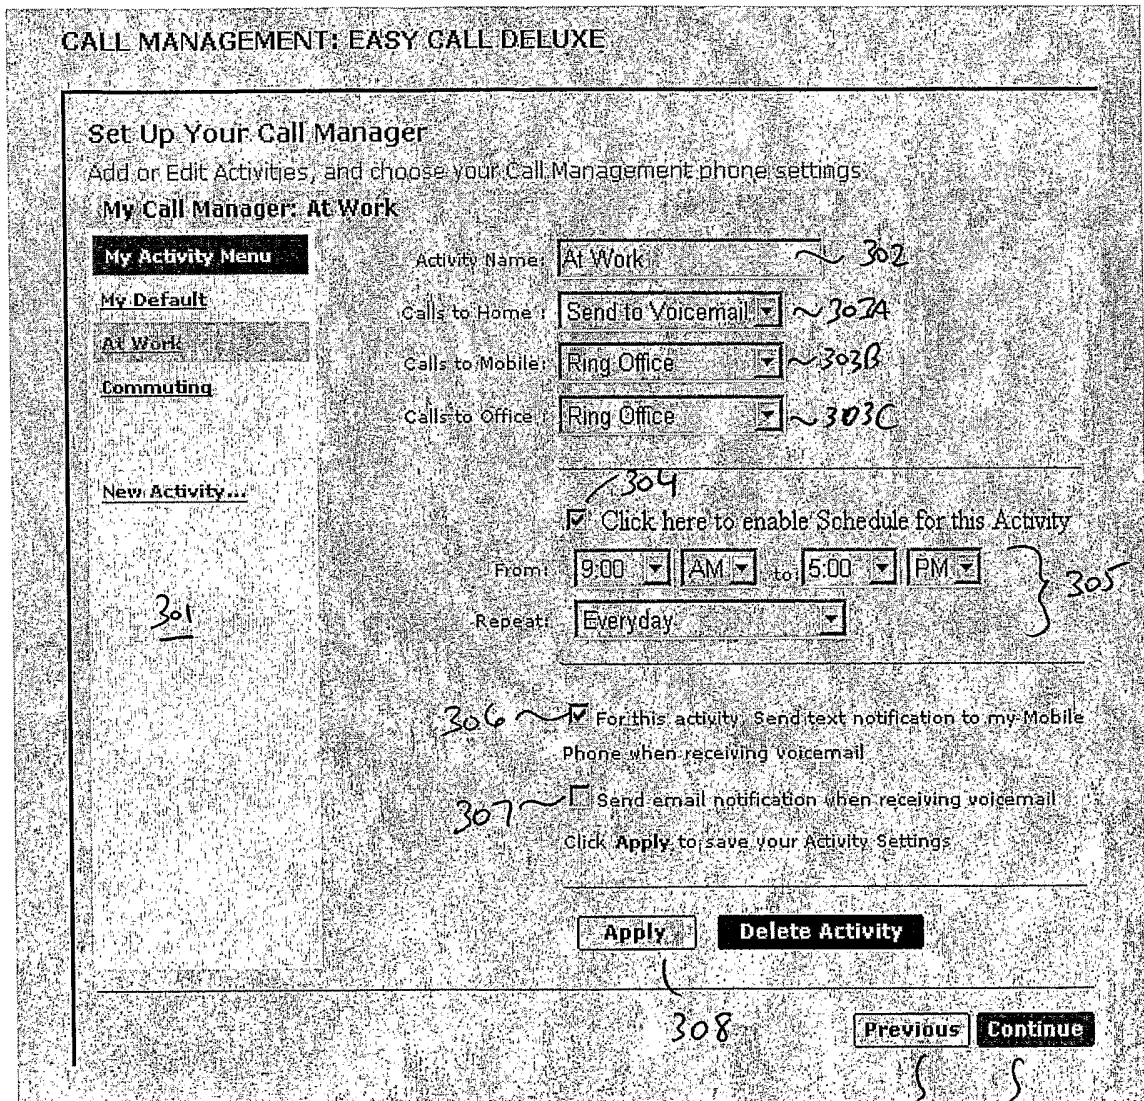 CALL MANAGEMENT: EASY CALL DELUXE
Set Up Your Call Manager
Add or Edit Activities, and choose your Call Management phone settings.
My Call Manager: At Work
My Activity Menu
My Default
At Work
Commuting
New Activity...
301
Activity Name: At Work 302
Calls to Home : Send to Voicemail 303A
Calls to Mobile: Ring Office 303B
Calls to Office : Ring Office 303C
304
Click here to enable Schedule for this Activity
From: 9:00 AM to: 5:00 PM
305
Repeat: Everyday
306 For this activity, Send text notification to my Mobile
Phone when receiving voicemail
307 Send email notification when receiving voicemail
Click Apply to save your Activity Settings
Apply Delete Activity
308
Previous Continue